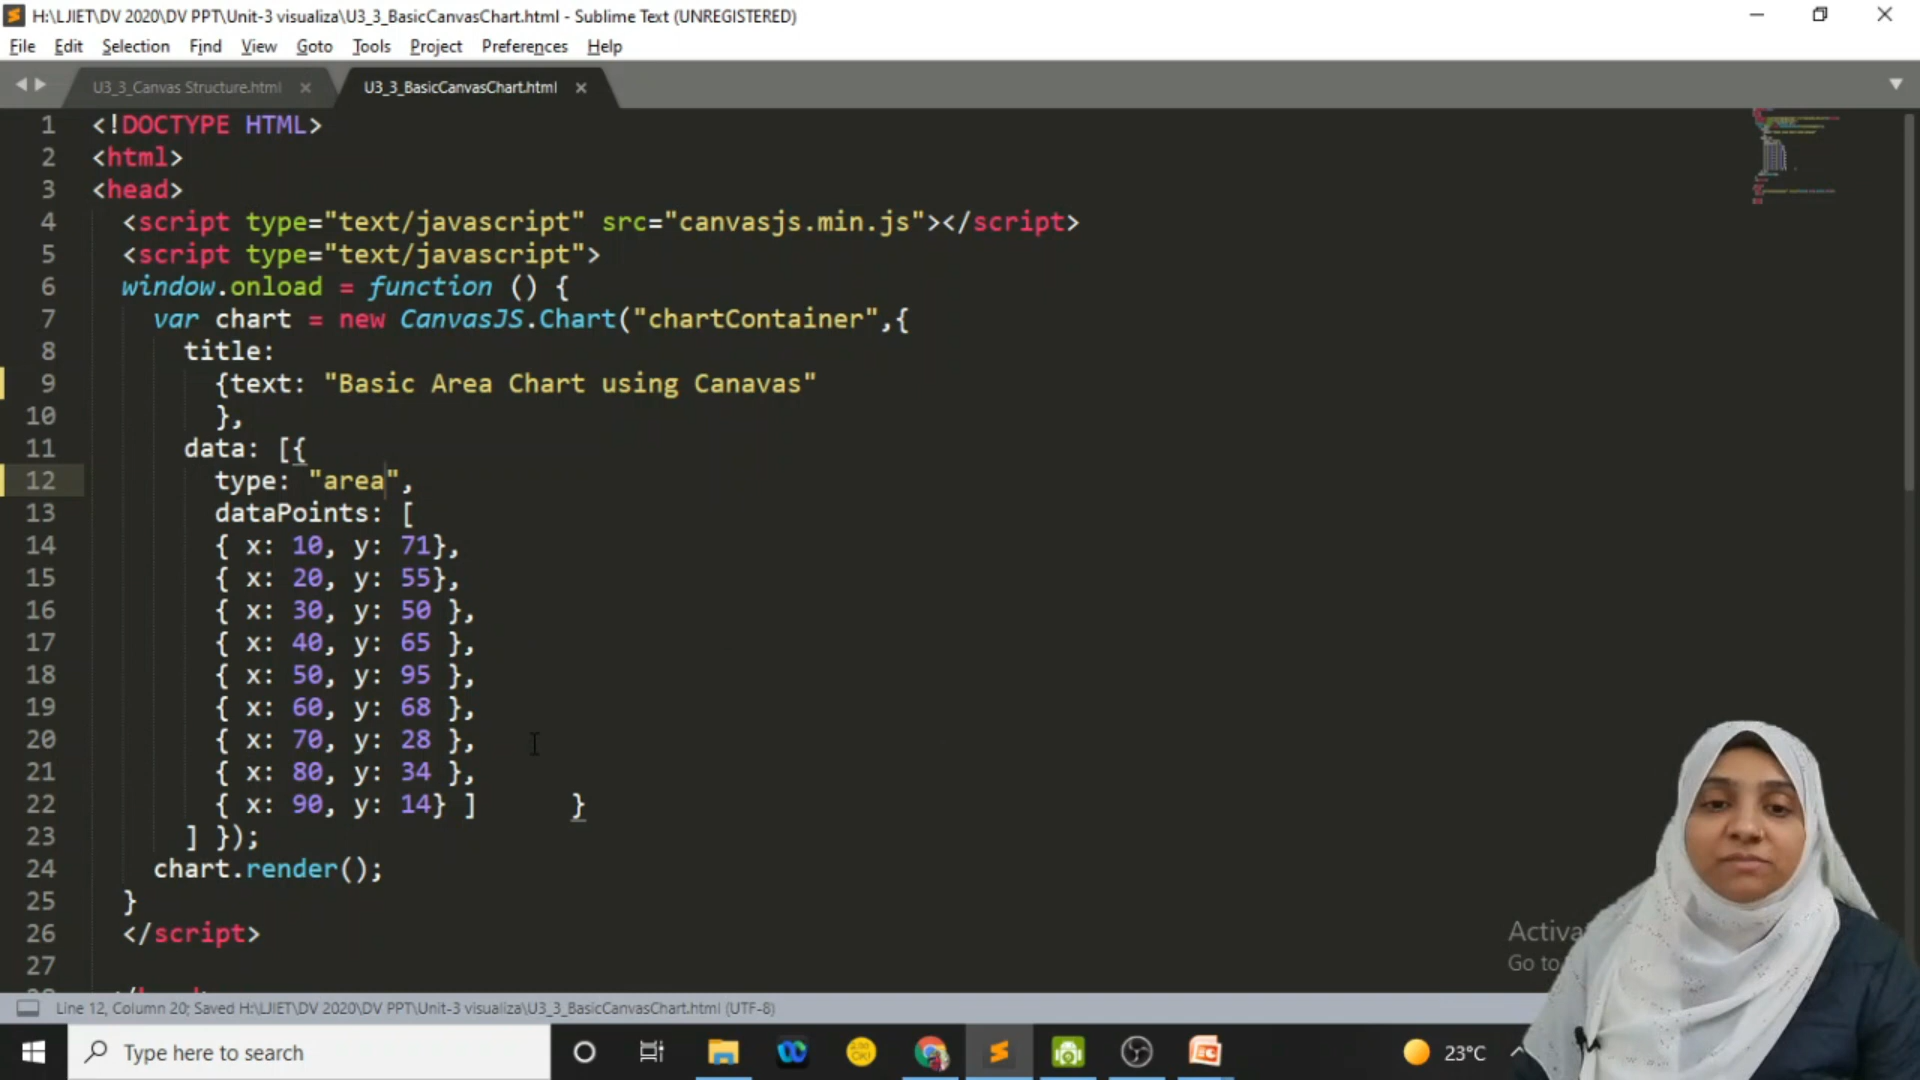 H:\LJIET\DV 2020\DV PPT\Unit-3 visualiza\U3_3_BasicCanvasChart.html - Sublime Text (UNREGISTERED)
File Edit Selection Find View Goto Tools Project Preferences Help
U3_3_Canvas Structure.html U3_3_BasicCanvasChart.html
1 <!DOCTYPE HTML>
2 <html>
3 <head>
4 <script type="text/javascript" src="canvasjs.min.js"></script>
5 <script type="text/javascript">
6 window.onload = function () {
7 var chart = new CanvasJS.Chart("chartContainer",{
8 title:
9 {text: "Basic Area Chart using Canavas"
10 },
11 data: [{
12 type: "area",
13 dataPoints: [
14 { x: 10, y: 71},
15 { x: 20, y: 55},
16 { x: 30, y: 50 },
17 { x: 40, y: 65 },
18 { x: 50, y: 95 },
19 { x: 60, y: 68 },
20 { x: 70, y: 28 },
21 { x: 80, y: 34 },
22 { x: 90, y: 14} ] }
23 ] });
24 chart.render();
25 }
26 </script>
27
Activa
Go to
Line 12, Column 20; Saved H:\LJIET\DV 2020\DV PPT\Unit-3 visualiza\U3_3_BasicCanvasChart.html (UTF-8)
Type here to search
23°C